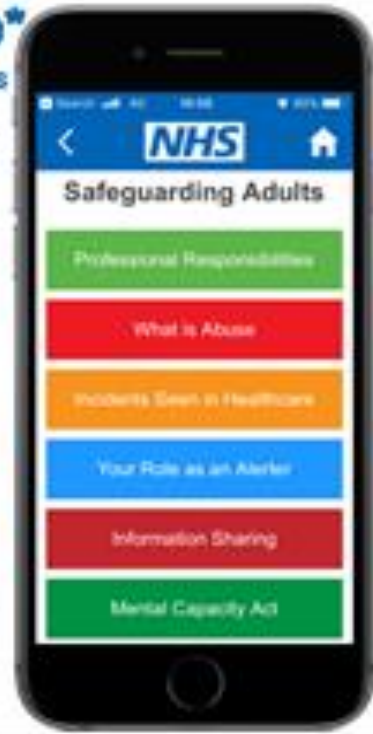 NHS
Safeguarding Adults
Professional Responsibilities
What is Abuse
Incidents Seen in Healthcare
Your Role as an Alerter
Information Sharing
Mental Capacity Act